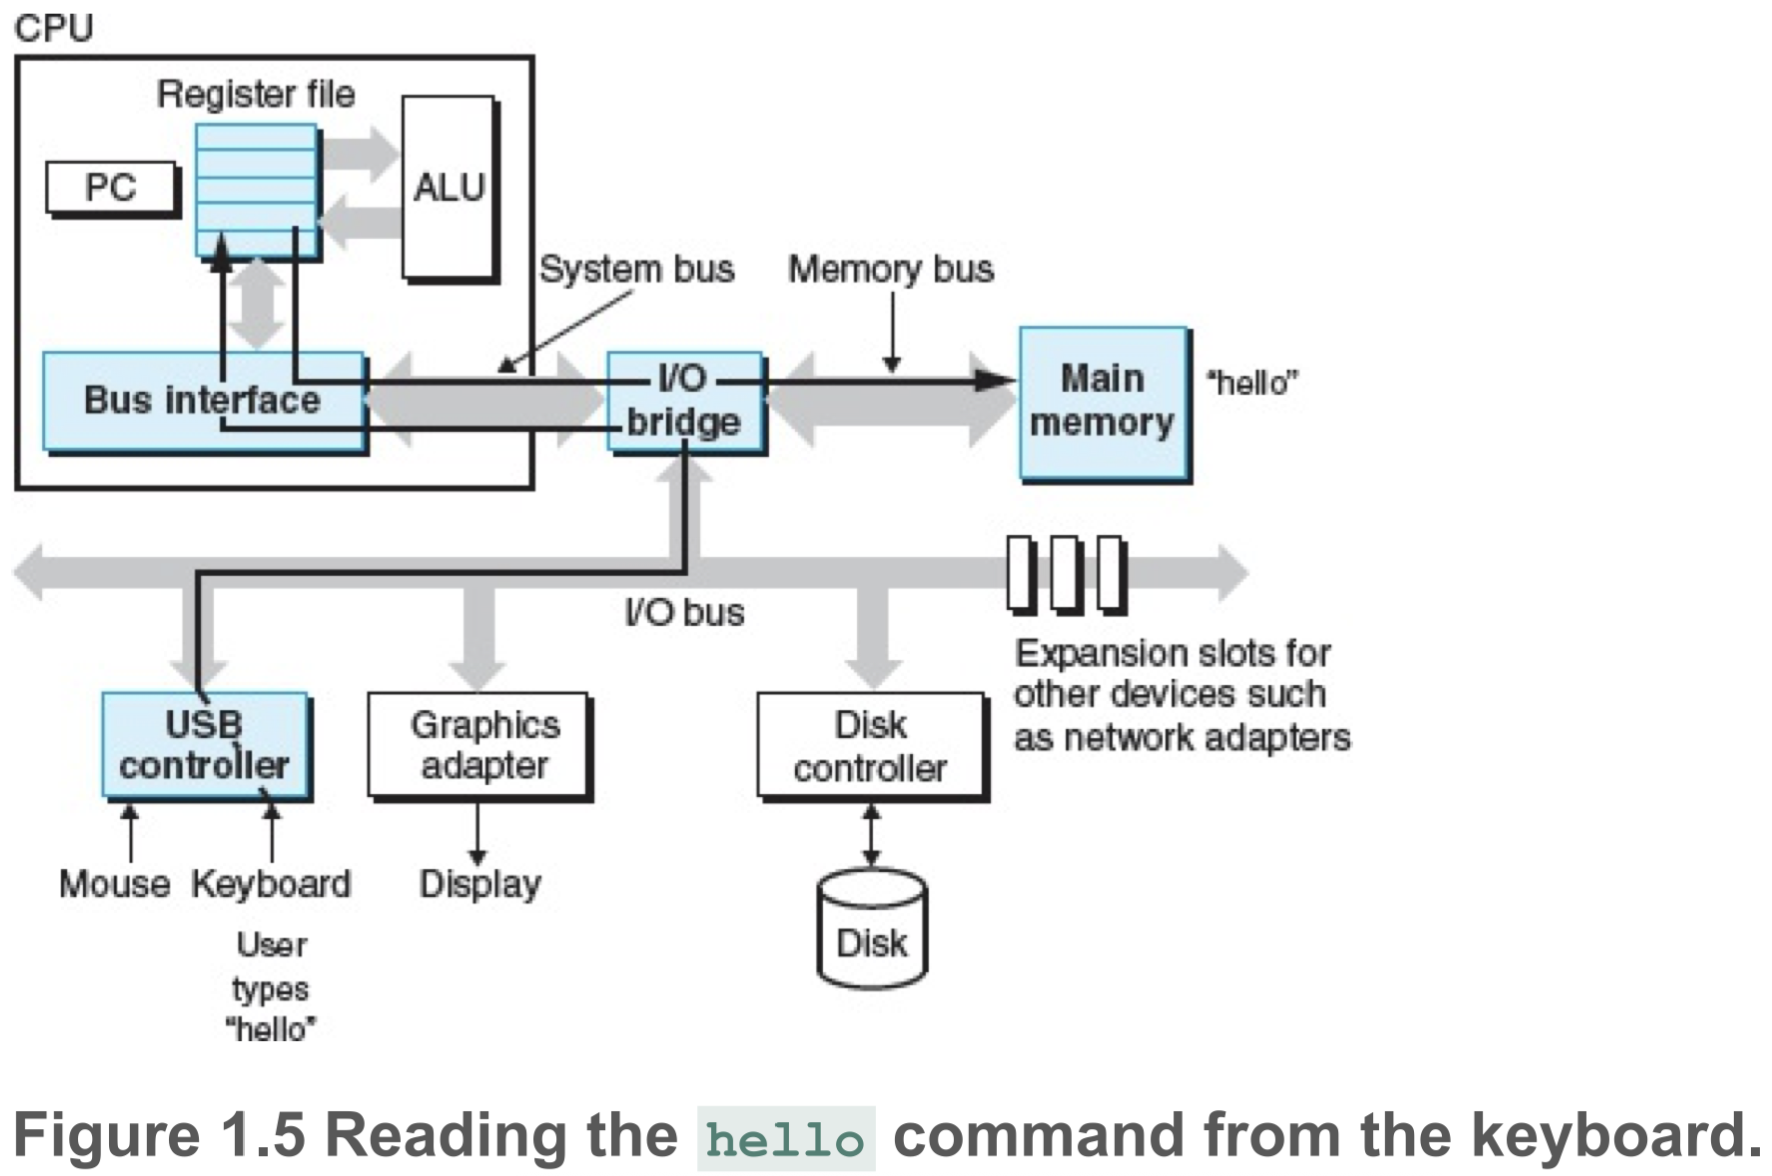 CPU
Register file
PC
ALU
System bus
Memory bus
Bus interface
I/O
bridge
Main
memory
“hello”
I/O bus
Expansion slots for
other devices such
as network adapters
USB
controller
Graphics
adapter
Disk
controller
Mouse
Keyboard
Display
Disk
User
types
“hello”
Figure 1.5 Reading the hello command from the keyboard.